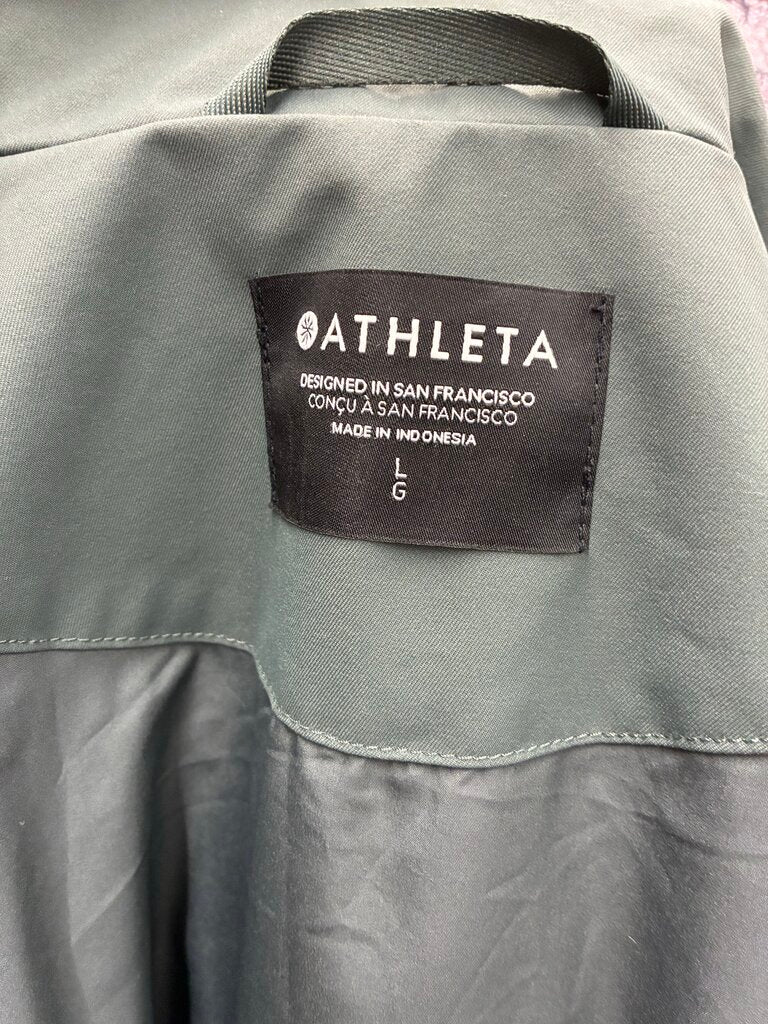 ATHLETA
DESIGNED IN SAN FRANCISCO
CONÇU À SAN FRANCISCO
MADE IN INDONESIA
L
G